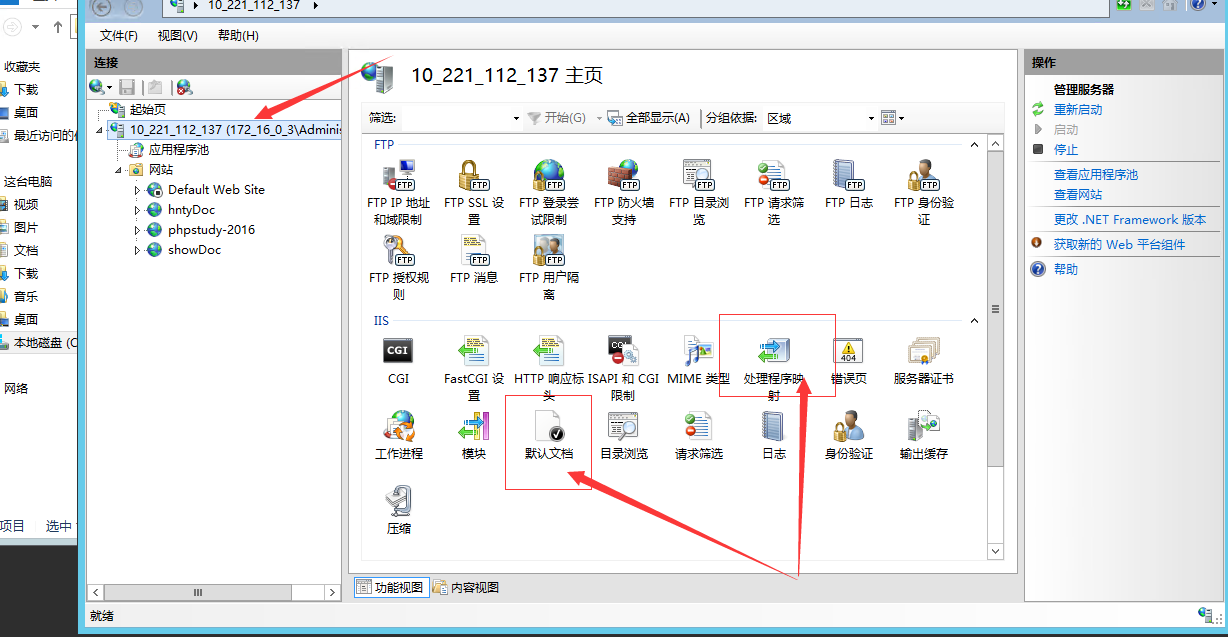 10_221_112_137
文件(F) 视图(V) 帮助(H)
收藏夹
下载
桌面
最近访问的
这台电脑
视频
图片
文档
下载
音乐
桌面
本地磁盘 (C
网络
项目 选中
连接
起始页
10_221_112_137 (172_16_0_3\Adminis
应用程序池
网站
Default Web Site
hntyDoc
phpstudy-2016
showDoc
10_221_112_137 主页
筛选: 开始(G) 全部显示(A) 分组依据: 区域
FTP
FTP IP 地址和域限制
FTP SSL 设置
FTP 登录尝试限制
FTP 防火墙支持
FTP 目录浏览
FTP 请求筛选
FTP 日志
FTP 身份验证
FTP 授权规则
FTP 消息
FTP 用户隔离
IIS
CGI
CGI
FastCGI 设置
HTTP 响应标头
ISAPI 和 CGI 限制
MIME 类型
处理程序映射
404
错误页
服务器证书
工作进程
模块
默认文档
目录浏览
请求筛选
日志
身份验证
输出缓存
压缩
功能视图 内容视图
操作
管理服务器
重新启动
启动
停止
查看应用程序池
查看网站
更改 .NET Framework 版本
获取新的 Web 平台组件
帮助
就绪